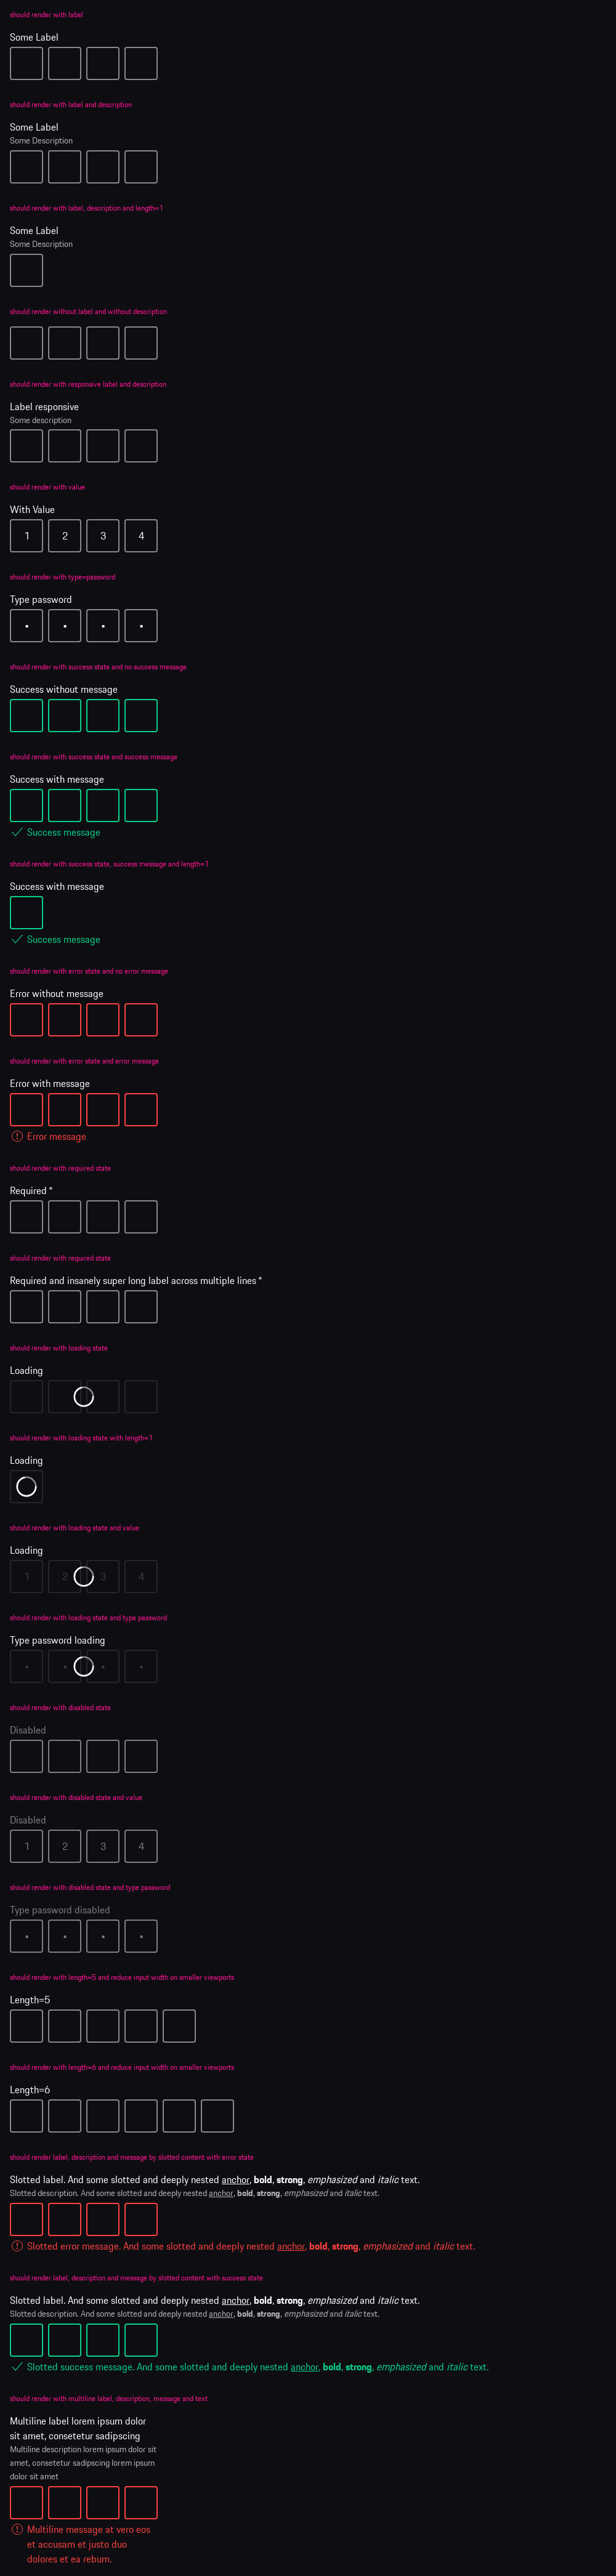 should render with label
Some Label
should render with label and description
Some Label
Some Description
should render with label, description and length=1
Some Label
Some Description
should render without label and without description
should render with responsive label and description
Label responsive
Some description
should render with value
With Value
1 2 3 4
should render with type=password
Type password
should render with success state and no success message
Success without message
should render with success state and success message
Success with message
Success message
should render with success state, success message and length=1
Success with message
Success message
should render with error state and no error message
Error without message
should render with error state and error message
Error with message
Error message
should render with required state
Required *
should render with required state
Required and insanely super long label across multiple lines *
should render with loading state
Loading
should render with loading state with length=1
Loading
should render with loading state and value
Loading
1 2 3 4
should render with loading state and type password
Type password loading
should render with disabled state
Disabled
should render with disabled state and value
Disabled
1 2 3 4
should render with disabled state and type password
Type password disabled
should render with length=5 and reduce input width on smaller viewports
Length=5
should render with length=6 and reduce input width on smaller viewports
Length=6
should render label, description and message by slotted content with error state
Slotted label. And some slotted and deeply nested anchor, bold, strong, emphasized and italic text.
Slotted description. And some slotted and deeply nested anchor, bold, strong, emphasized and italic text.
Slotted error message. And some slotted and deeply nested anchor, bold, strong, emphasized and italic text.
should render label, description and message by slotted content with success state
Slotted label. And some slotted and deeply nested anchor, bold, strong, emphasized and italic text.
Slotted description. And some slotted and deeply nested anchor, bold, strong, emphasized and italic text.
Slotted success message. And some slotted and deeply nested anchor, bold, strong, emphasized and italic text.
should render with multiline label, description, message and text
Multiline label lorem ipsum dolor
sit amet, consetetur sadipscing
Multiline description lorem ipsum dolor sit
amet, consetetur sadipscing lorem ipsum
dolor sit amet
Multiline message at vero eos
et accusam et justo duo
dolores et ea rebum.